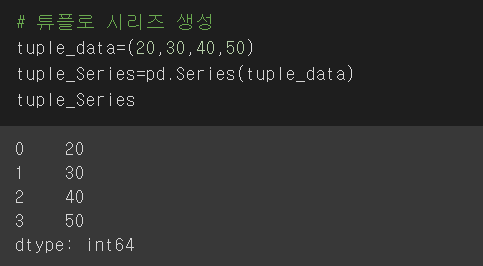 # 튜플로 시리즈 생성
tuple_data=(20,30,40,50)
tuple_Series=pd.Series(tuple_data)
tuple_Series
0    20
1    30
2    40
3    50
dtype: int64